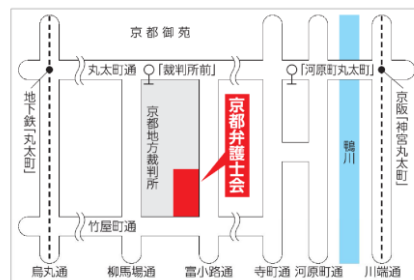 京都御苑
丸太町通
「裁判所前」
「河原町丸太町」
地下鉄「丸太町」
京都地方裁判所
京都弁護士会
鴨川
京阪「神宮丸太町」
竹屋町通
烏丸通
柳馬場通
富小路通
寺町通
河原町通
川端通